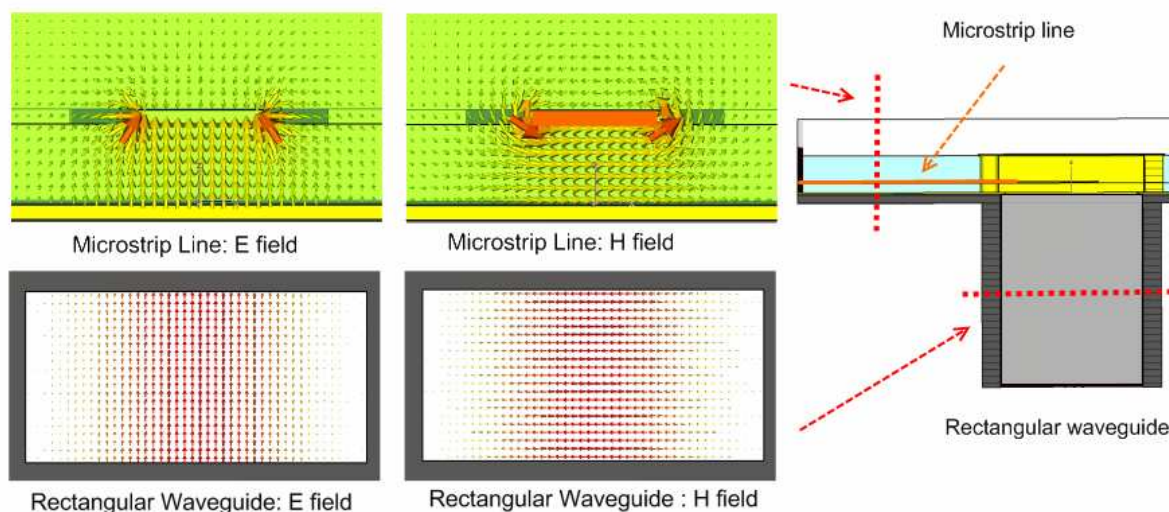 Microstrip line
Microstrip Line: E field
Microstrip Line: H field
Rectangular waveguide
Rectangular Waveguide: E field
Rectangular Waveguide : H field